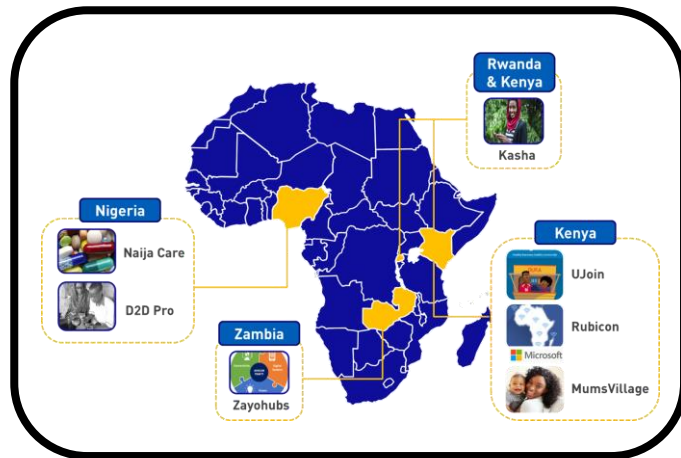 Rwanda
& Kenya
Kasha
Nigeria
Naija Care
D2D Pro
Kenya
UJoin
Rubicon
Microsoft
MumsVillage
Zambia
Zayohubs